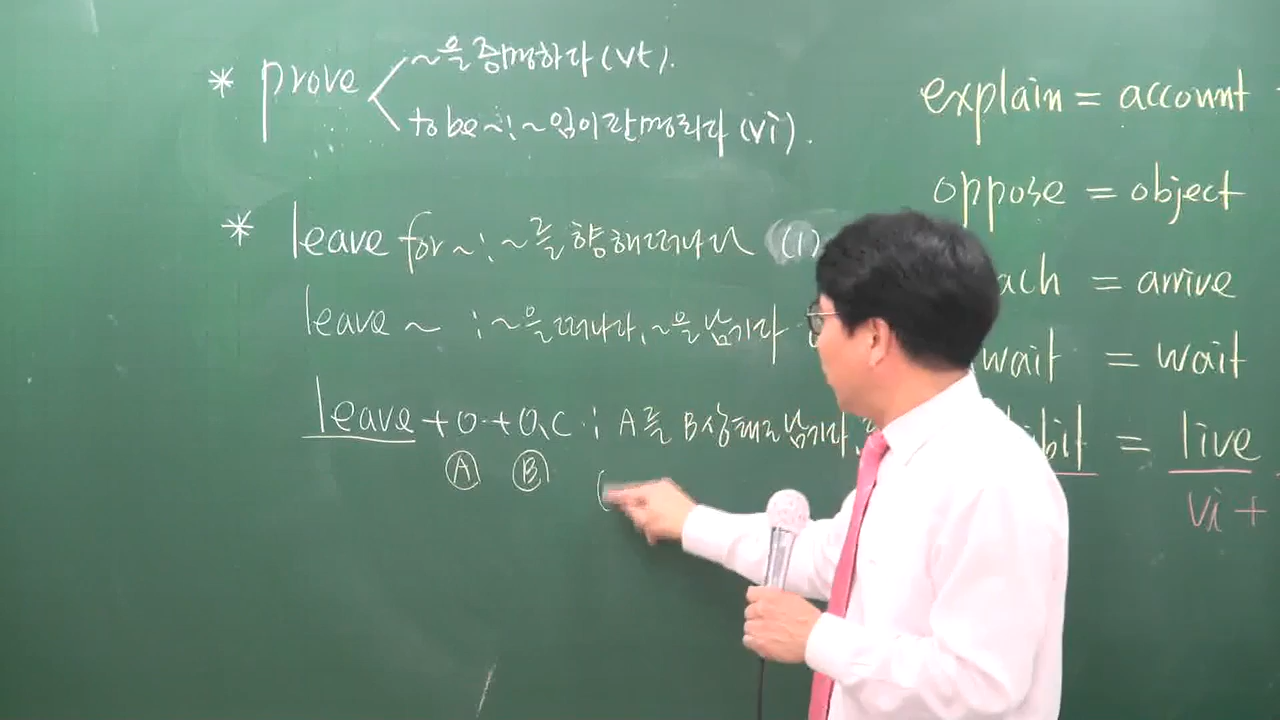 * prove
~을 증명하다 (vt).
to be ~ : ~임이 판명되다 (vi).
* leave for ~ : ~를 향해 떠나다 (1)
leave ~ : ~을 떠나다, ~을 남기다
leave + O + O.C : A를 B상태로 남기다,
Ⓐ Ⓑ
(
explain = account
oppose = object
ach = arrive
wait = wait
bit = live
vi +